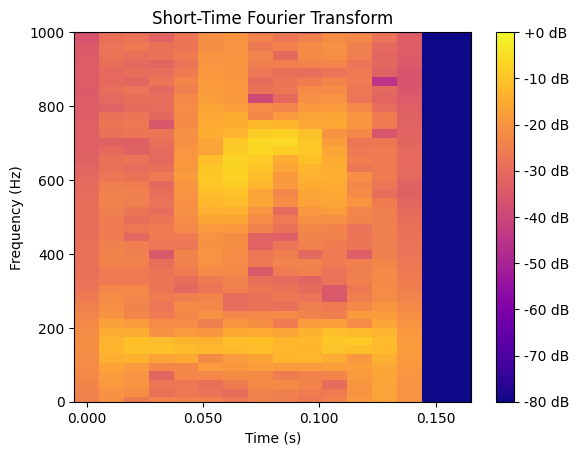 Short-Time Fourier Transform
1000
800
600
400
200
0
Frequency (Hz)
0.000
0.050
0.100
0.150
Time (s)
+0 dB
-10 dB
-20 dB
-30 dB
-40 dB
-50 dB
-60 dB
-70 dB
-80 dB